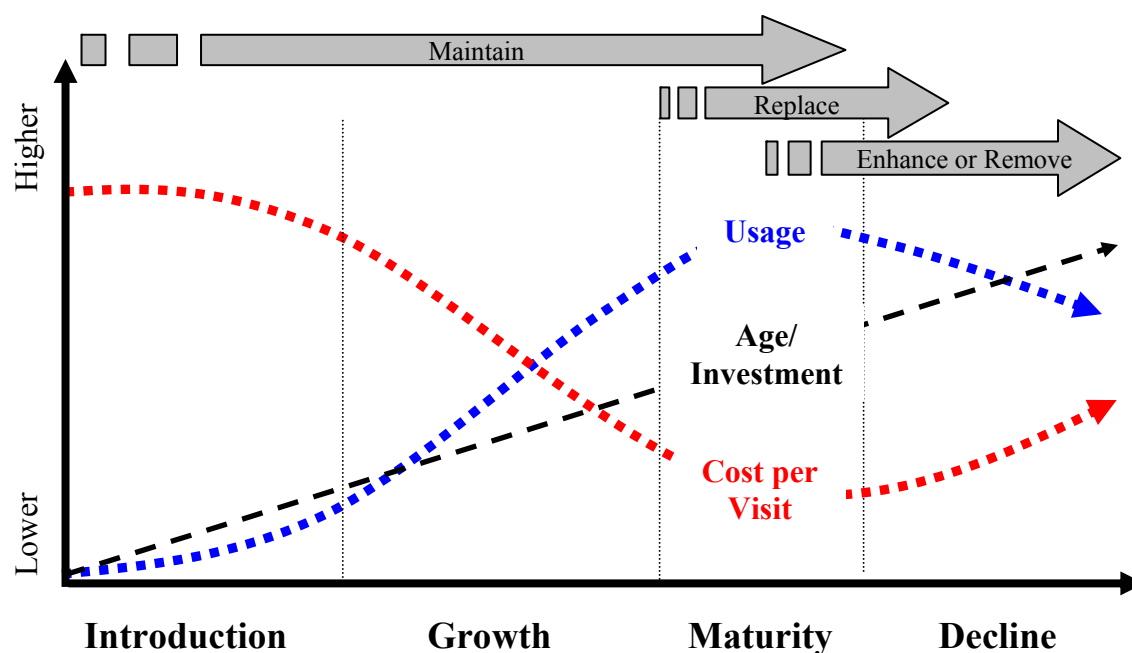 Maintain
Replace
Enhance or Remove
Higher
Lower
Usage
Age/
Investment
Cost per
Visit
Introduction
Growth
Maturity
Decline